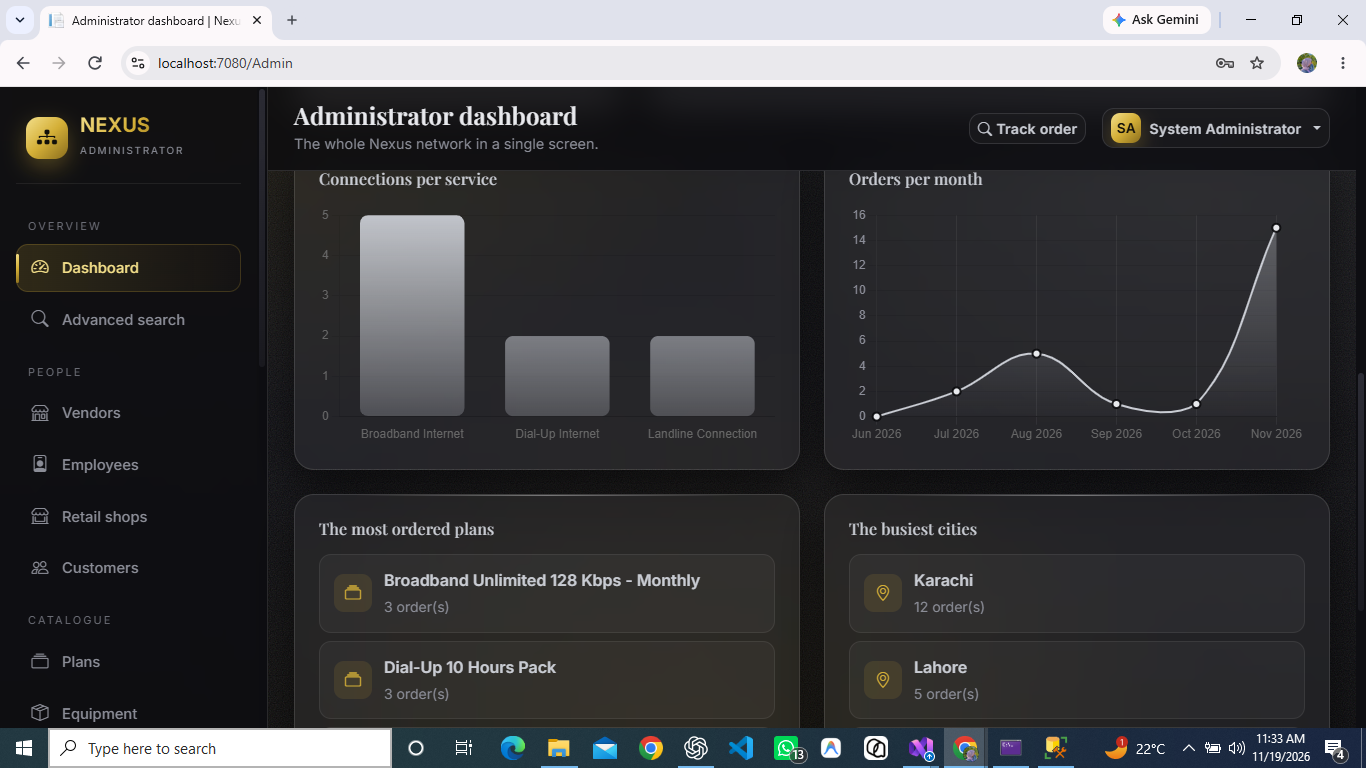 Administrator dashboard | Nexu
Ask Gemini
localhost:7080/Admin
NEXUS
ADMINISTRATOR
OVERVIEW
Dashboard
Advanced search
PEOPLE
Vendors
Employees
Retail shops
Customers
CATALOGUE
Plans
Equipment
Administrator dashboard
The whole Nexus network in a single screen.
Track order
SA System Administrator
Connections per service
5
4
3
2
1
0
Broadband Internet Dial-Up Internet Landline Connection
Orders per month
16
14
12
10
8
6
4
2
0
Jun 2026 Jul 2026 Aug 2026 Sep 2026 Oct 2026 Nov 2026
The most ordered plans
Broadband Unlimited 128 Kbps - Monthly
3 order(s)
Dial-Up 10 Hours Pack
3 order(s)
The busiest cities
Karachi
12 order(s)
Lahore
5 order(s)
Type here to search
13
1
22°C
11:33 AM
11/19/2026
4